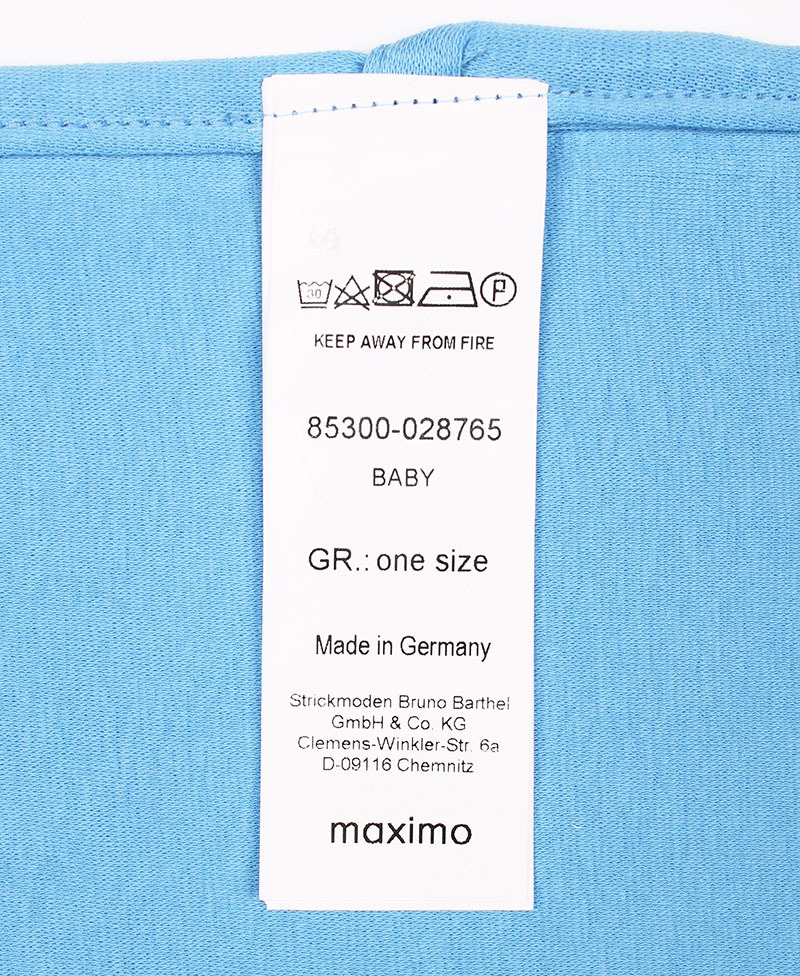 30 P
KEEP AWAY FROM FIRE
85300-028765
BABY
GR.: one size
Made in Germany
Strickmoden Bruno Barthel
GmbH & Co. KG
Clemens-Winkler-Str. 6a
D-09116 Chemnitz
maximo